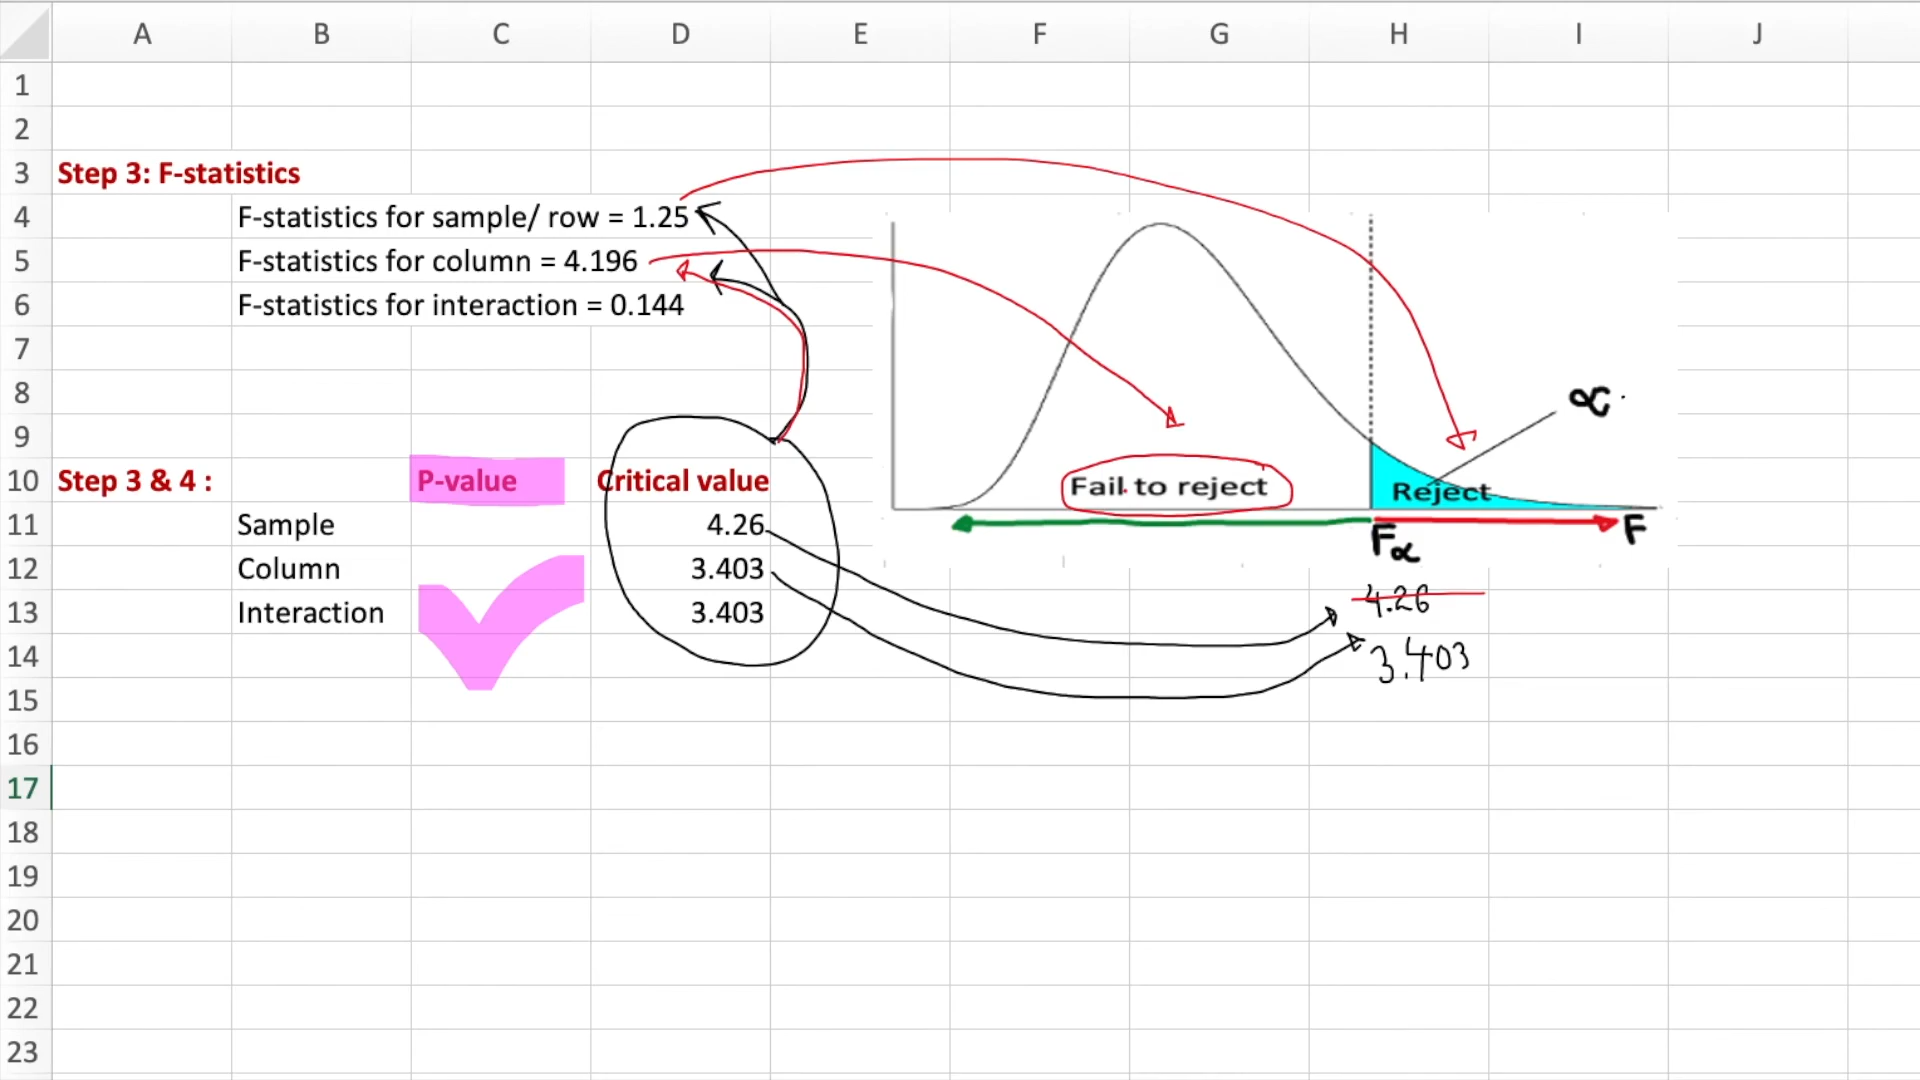 A B C D E F G H I J
1
2
3 Step 3: F-statistics
4 F-statistics for sample/ row = 1.25
5 F-statistics for column = 4.196
6 F-statistics for interaction = 0.144
7
8 ∝
9
10 Step 3 & 4 : P-value Critical value Fail to reject Reject
11 Sample 4.26 Fα F
12 Column 3.403
13 Interaction 3.403 4.26
14 3.403
15
16
17
18
19
20
21
22
23